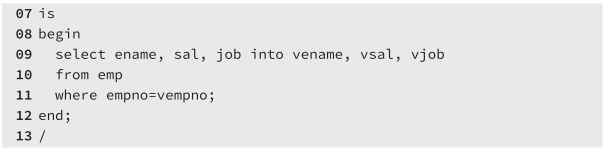 07 is
08 begin
09   select ename, sal, job into vename, vsal, vjob
10   from emp
11   where empno=vempno;
12 end;
13 /